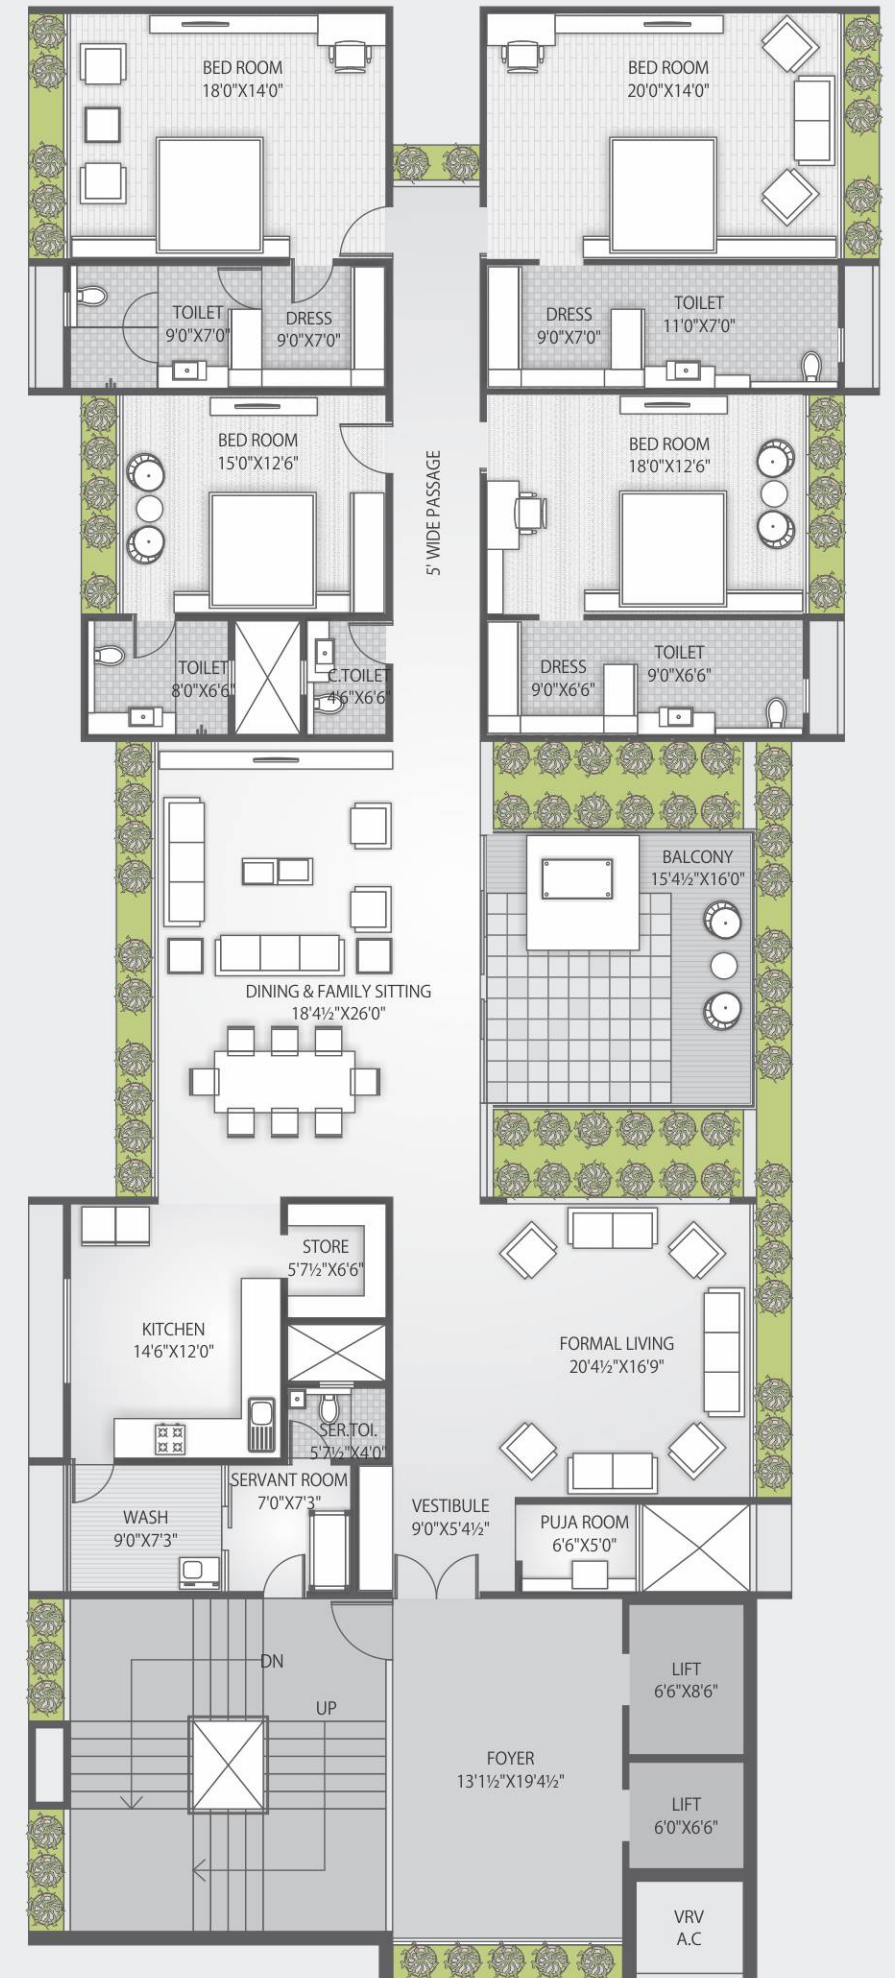 BED ROOM
18'0"X14'0"
BED ROOM
20'0"X14'0"
TOILET
9'0"X7'0"
DRESS
9'0"X7'0"
DRESS
9'0"X7'0"
TOILET
11'0"X7'0"
BED ROOM
15'0"X12'6"
BED ROOM
18'0"X12'6"
5' WIDE PASSAGE
TOILET
8'0"X6'6"
C.TOILET
4'6"X6'6"
DRESS
9'0"X6'6"
TOILET
9'0"X6'6"
BALCONY
15'4½"X16'0"
DINING & FAMILY SITTING
18'4½"X26'0"
STORE
5'7½"X6'6"
KITCHEN
14'6"X12'0"
FORMAL LIVING
20'4½"X16'9"
SER.TOI.
5'7½"X4'0"
SERVANT ROOM
7'0"X7'3"
WASH
9'0"X7'3"
VESTIBULE
9'0"X5'4½"
PUJA ROOM
6'6"X5'0"
DN
UP
LIFT
6'6"X8'6"
FOYER
13'1½"X19'4½"
LIFT
6'0"X6'6"
VRV
A.C